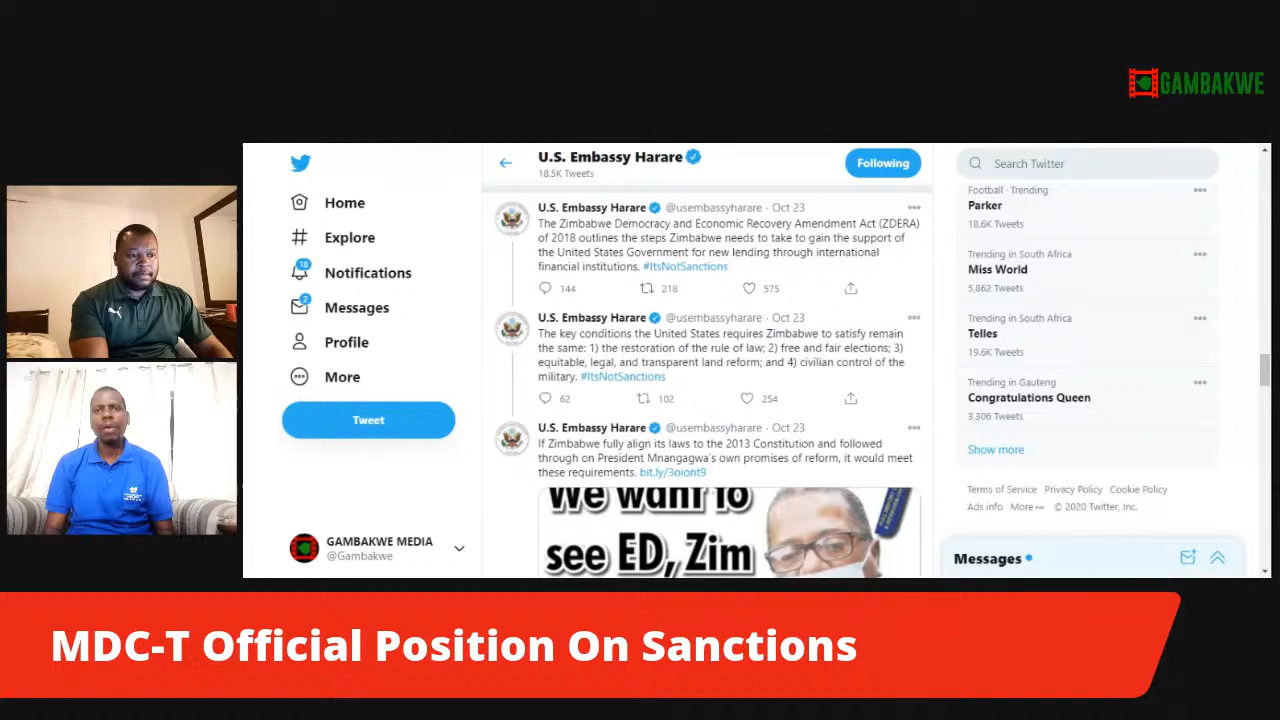 GAMBAKWE
Home
Explore
18
Notifications
2
Messages
Profile
More
Tweet
GAMBAKWE MEDIA
@Gambakwe
U.S. Embassy Harare
18.5K Tweets
Following
U.S. Embassy Harare @usembassyharare · Oct 23
The Zimbabwe Democracy and Economic Recovery Amendment Act (ZDERA)
of 2018 outlines the steps Zimbabwe needs to take to gain the support of
the United States Government for new lending through international
financial institutions. #ItsNotSanctions
144 218 575
U.S. Embassy Harare @usembassyharare · Oct 23
The key conditions the United States requires Zimbabwe to satisfy remain
the same: 1) the restoration of the rule of law; 2) free and fair elections; 3)
equitable, legal, and transparent land reform; and 4) civilian control of the
military. #ItsNotSanctions
62 102 254
U.S. Embassy Harare @usembassyharare · Oct 23
If Zimbabwe fully align its laws to the 2013 Constitution and followed
through on President Mnangagwa's own promises of reform, it would meet
these requirements. bit.ly/3oiont9
We want to
see ED, Zim
Search Twitter
Football · Trending
Parker
18.6K Tweets
Trending in South Africa
Miss World
5,862 Tweets
Trending in South Africa
Telles
19.6K Tweets
Trending in Gauteng
Congratulations Queen
3,306 Tweets
Show more
Terms of Service Privacy Policy Cookie Policy
Ads info More © 2020 Twitter, Inc.
Messages
MDC-T Official Position On Sanctions